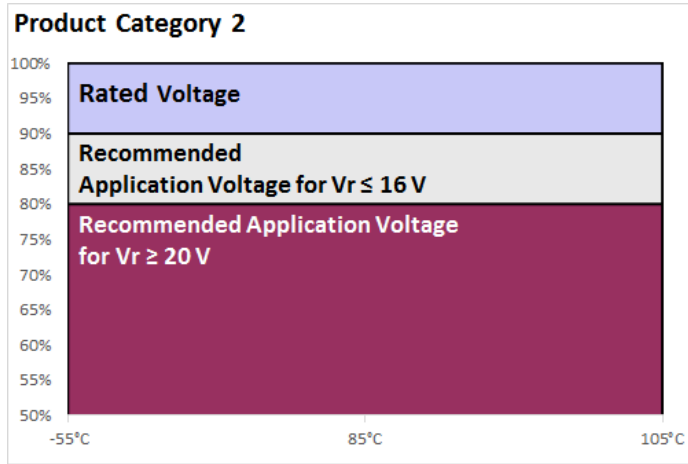 Product Category 2
100%
95%
90%
85%
80%
75%
70%
65%
60%
55%
50%
Rated Voltage
Recommended
Application Voltage for Vr ≤ 16 V
Recommended Application Voltage
for Vr ≥ 20 V
-55°C
85°C
105°C